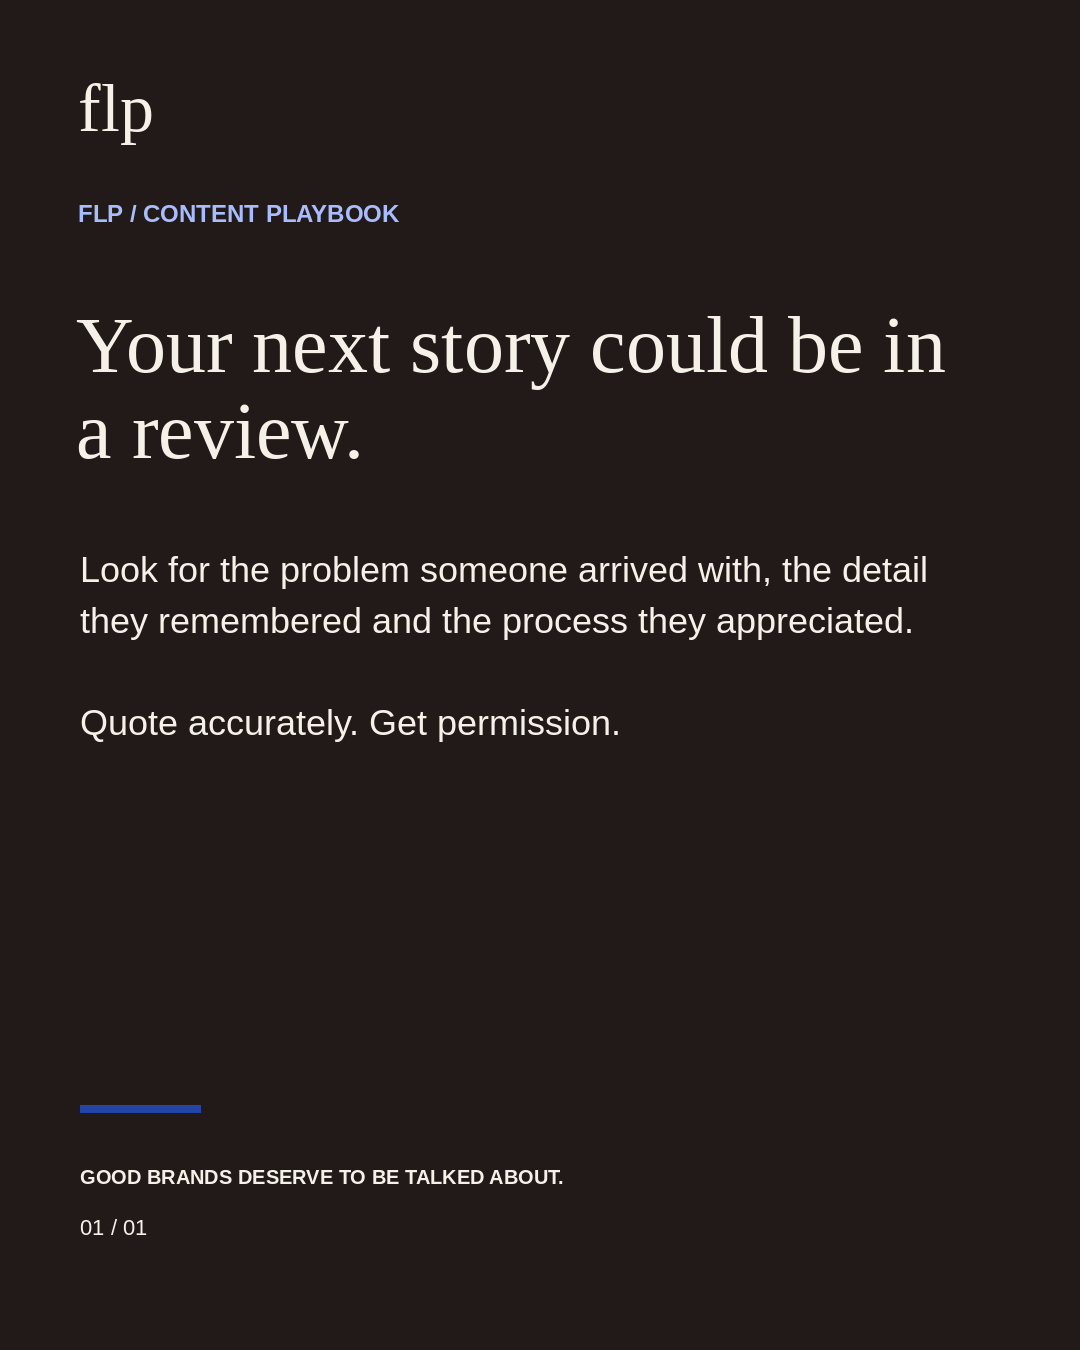 flp
FLP / CONTENT PLAYBOOK
Your next story could be in
a review.
Look for the problem someone arrived with, the detail
they remembered and the process they appreciated.
Quote accurately. Get permission.
GOOD BRANDS DESERVE TO BE TALKED ABOUT.
01 / 01